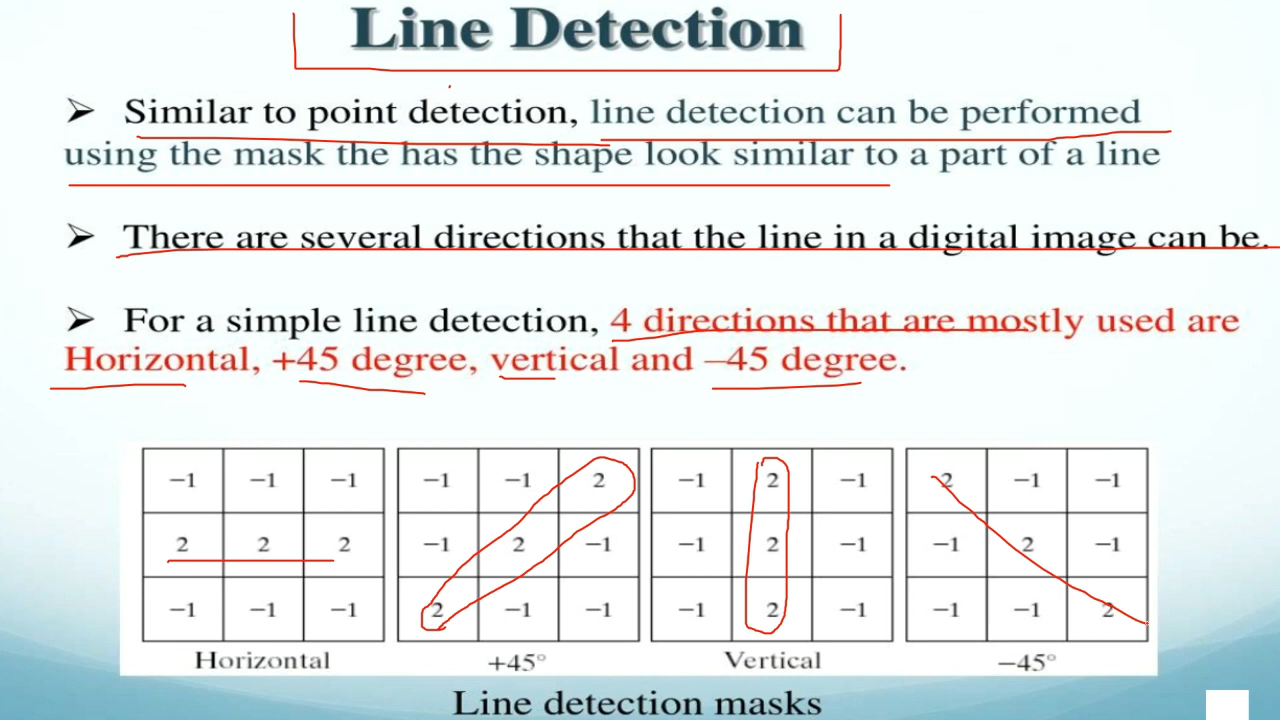 Line Detection
➢ Similar to point detection, line detection can be performed
using the mask the has the shape look similar to a part of a line
➢ There are several directions that the line in a digital image can be.
➢ For a simple line detection, 4 directions that are mostly used are
Horizontal, +45 degree, vertical and –45 degree.
−1 −1 −1 −1 −1 2 −1 2 −1 2 −1 −1
2 2 2 −1 2 −1 −1 2 −1 −1 2 −1
−1 −1 −1 2 −1 −1 −1 2 −1 −1 −1 2
Horizontal +45° Vertical −45°
Line detection masks